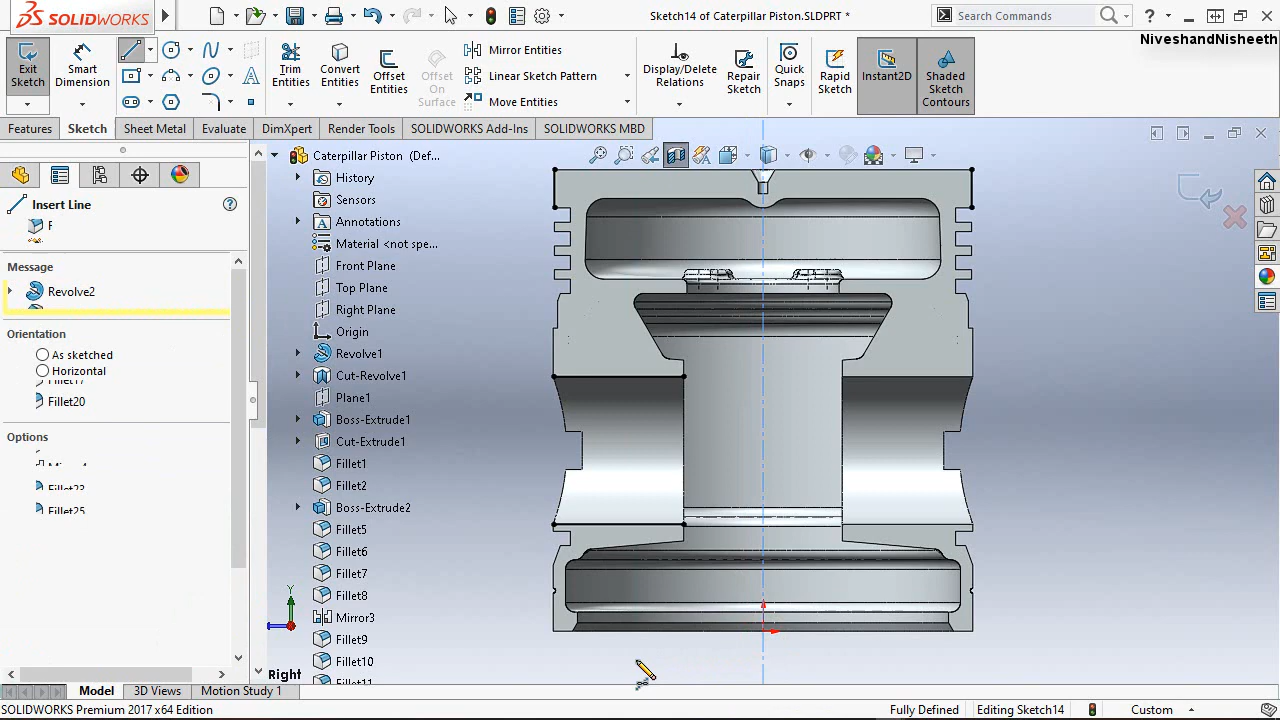 SOLIDWORKS
Sketch14 of Caterpillar Piston.SLDPRT *
Search Commands
?
NiveshandNisheeth
Exit
Sketch
Smart
Dimension
Trim
Entities
Convert
Entities
Offset
Entities
Offset
On
Surface
Mirror Entities
Linear Sketch Pattern
Move Entities
Display/Delete
Relations
Repair
Sketch
Quick
Snaps
Rapid
Sketch
Instant2D
Shaded
Sketch
Contours
Features
Sketch
Sheet Metal
Evaluate
DimXpert
Render Tools
SOLIDWORKS Add-Ins
SOLIDWORKS MBD
Insert Line
?
Message
Revolve2
Orientation
As sketched
Horizontal
Fillet17
Fillet20
Options
Fillet23
Fillet25
Caterpillar Piston (Def...
History
Sensors
Annotations
Material <not spe...
Front Plane
Top Plane
Right Plane
Origin
Revolve1
Cut-Revolve1
Plane1
Boss-Extrude1
Cut-Extrude1
Fillet1
Fillet2
Boss-Extrude2
Fillet5
Fillet6
Fillet7
Fillet8
Mirror3
Fillet9
Fillet10
Fillet11
Y
Right
Model
3D Views
Motion Study 1
SOLIDWORKS Premium 2017 x64 Edition
Fully Defined
Editing Sketch14
Custom